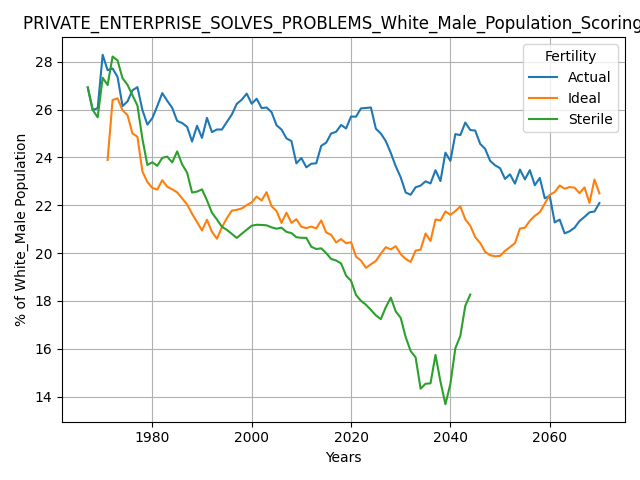 PRIVATE_ENTERPRISE_SOLVES_PROBLEMS_White_Male_Population_Scoring
Fertility
Actual
Ideal
Sterile
% of White_Male Population
28
26
24
22
20
18
16
14
1980
2000
2020
2040
2060
Years